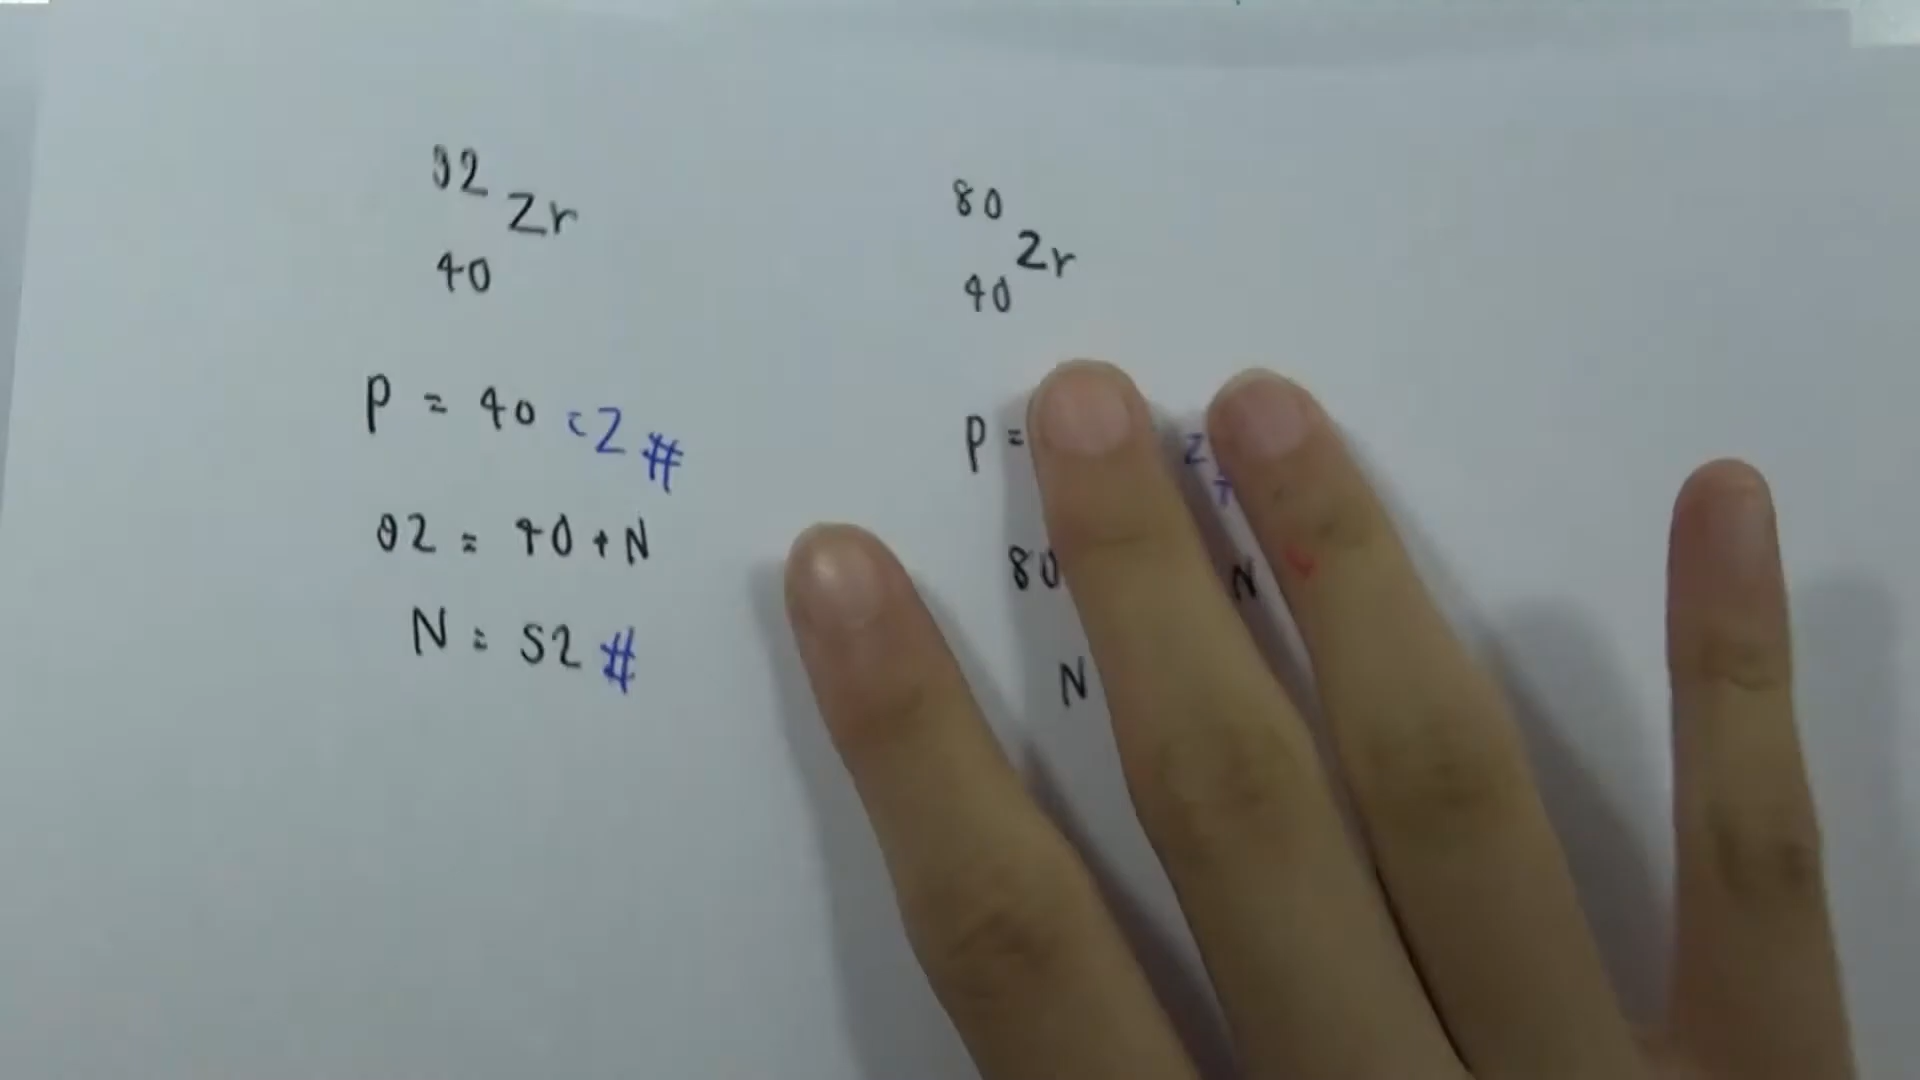 92
Zr
40
P = 40 = Z #
92 = 40 + N
N = 52 #
80
Zr
40
P = Z
80 N
N